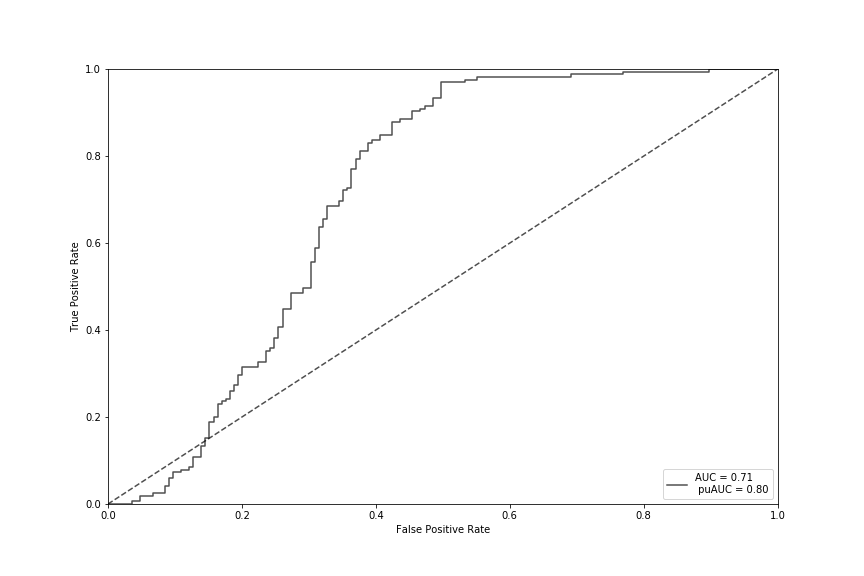 1.0
0.8
0.6
0.4
0.2
0.0
True Positive Rate
0.0 0.2 0.4 0.6 0.8 1.0
False Positive Rate
AUC = 0.71
puAUC = 0.80